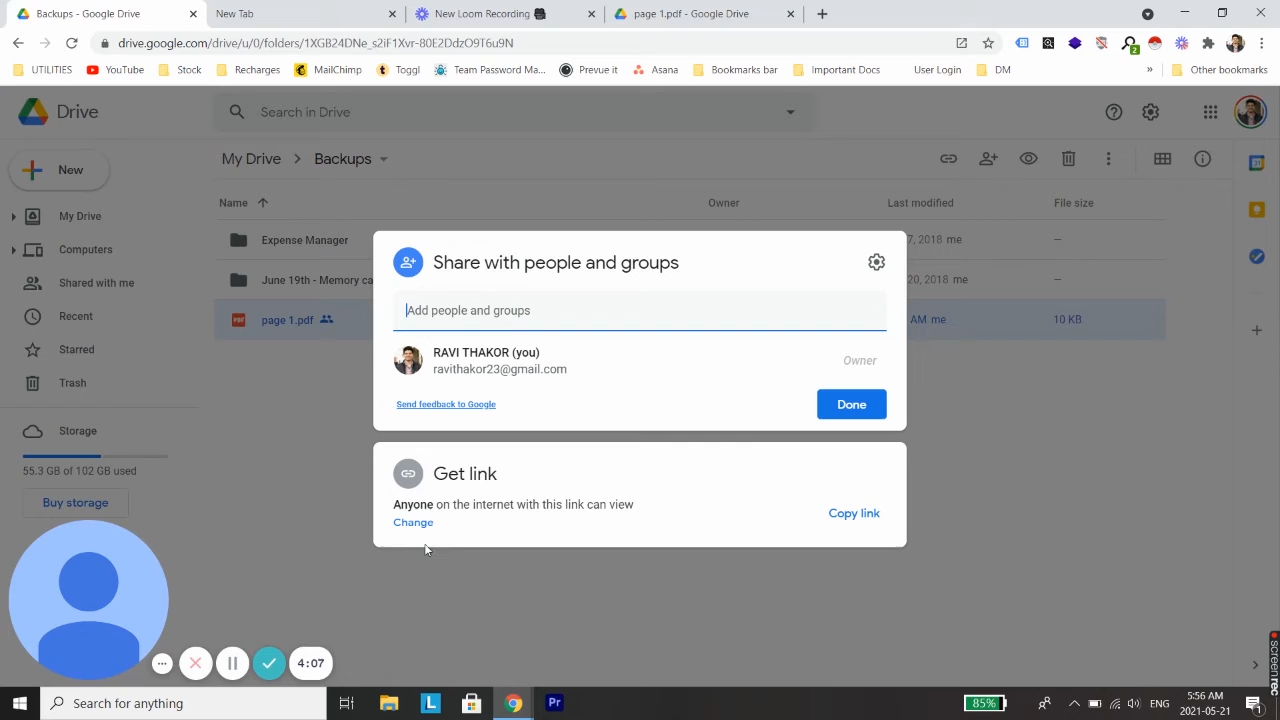 Backups - Google Drive
New Tab
New Loom Recording
page 1.pdf - Google Drive
drive.google.com/drive/u/0/folders/1XGB24DNe_s2iF1Xvr-80E2DdzO9T6u9N
2
UTILITIES
YouTube
Stock
Recharges
MailChimp
Toggl
Team Password Ma...
Prevue it
Asana
Bookmarks bar
Important Docs
User Login
DM
»
Other bookmarks
Drive
Search in Drive
New
My Drive
Computers
Shared with me
Recent
Starred
Trash
Storage
55.3 GB of 102 GB used
Buy storage
My Drive > Backups
Name
Owner
Last modified
File size
Expense Manager
7, 2018 me
—
June 19th - Memory ca
20, 2018 me
—
PDF
page 1.pdf
AM me
10 KB
Share with people and groups
Add people and groups
RAVI THAKOR (you)
ravithakor23@gmail.com
Owner
Send feedback to Google
Done
Get link
Anyone on the internet with this link can view
Change
Copy link
4:07
Search for anything
L
Pr
85%
ENG
5:56 AM
2021-05-21
1
Screenrec